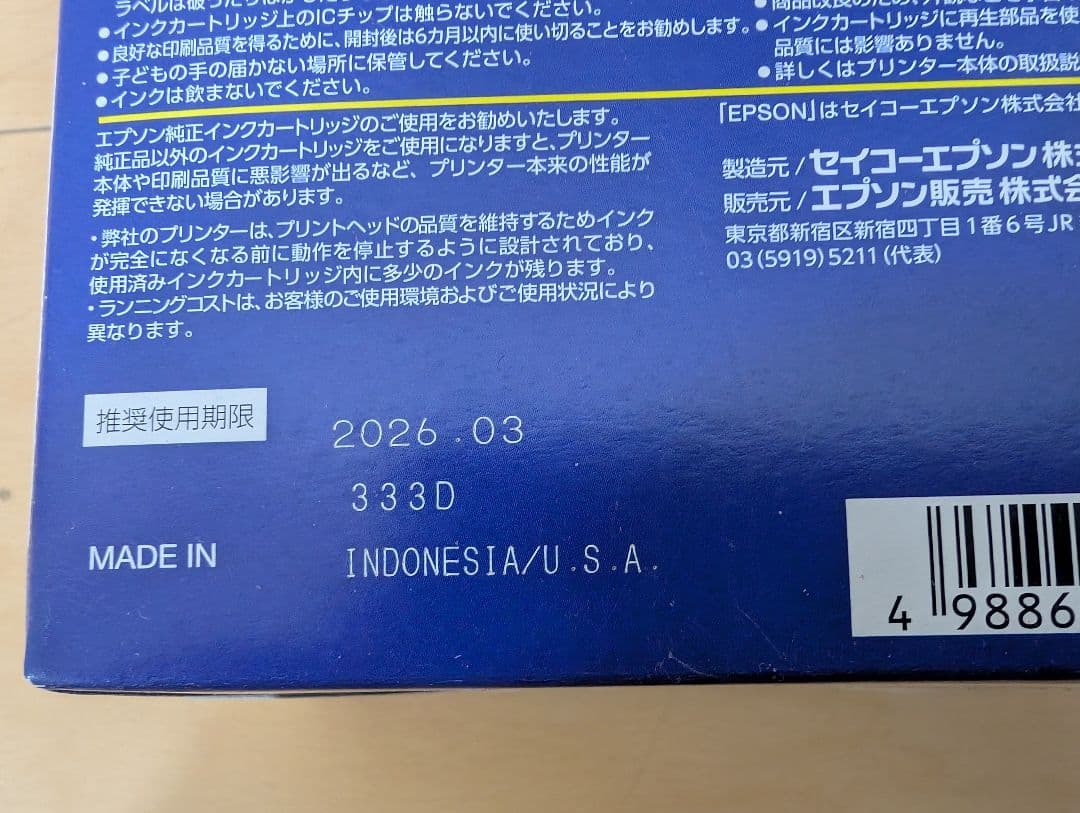 ●インクカートリッジ上のICチップは触らないでください。
●良好な印刷品質を得るために、開封後は6カ月以内に使い切ることをお勧めします。
●子どもの手の届かない場所に保管してください。
●インクは飲まないでください。
●インクカートリッジに再生部品を使
品質には影響ありません。
●詳しくはプリンター本体の取扱説
エプソン純正インクカートリッジのご使用をお勧めいたします。
純正品以外のインクカートリッジをご使用になりますと、プリンター
本体や印刷品質に悪影響が出るなど、プリンター本来の性能が
発揮できない場合があります。
・弊社のプリンターは、プリントヘッドの品質を維持するためインク
が完全になくなる前に動作を停止するように設計されており、
使用済みインクカートリッジ内に多少のインクが残ります。
・ランニングコストは、お客様のご使用環境およびご使用状況により
異なります。
「EPSON」はセイコーエプソン株式会社
製造元/セイコーエプソン株式
販売元/エプソン販売 株式会
東京都新宿区新宿四丁目1番6号JR
03(5919)5211(代表)
推奨使用期限
2026.03
333D
MADE IN
INDONESIA/U.S.A.
4 9886